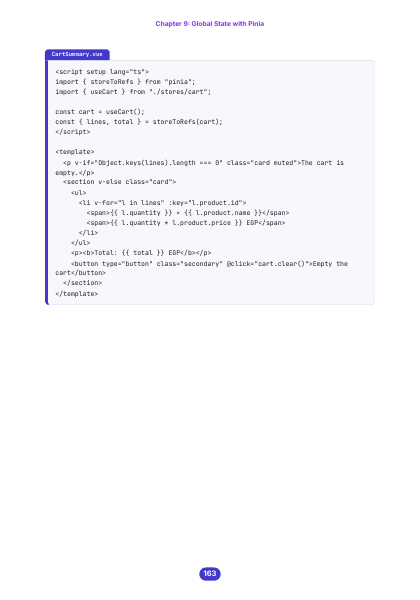 Chapter 9: Global State with Pinia
CartSummary.vue
<script setup lang="ts">
import { storeToRefs } from "pinia";
import { useCart } from "./stores/cart";

const cart = useCart();
const { lines, total } = storeToRefs(cart);
</script>

<template>
  <p v-if="Object.keys(lines).length === 0" class="card muted">The cart is
empty.</p>
  <section v-else class="card">
    <ul>
      <li v-for="l in lines" :key="l.product.id">
        <span>{{ l.quantity }} × {{ l.product.name }}</span>
        <span>{{ l.quantity * l.product.price }} EGP</span>
      </li>
    </ul>
    <p><b>Total: {{ total }} EGP</b></p>
    <button type="button" class="secondary" @click="cart.clear()">Empty the
cart</button>
  </section>
</template>
163